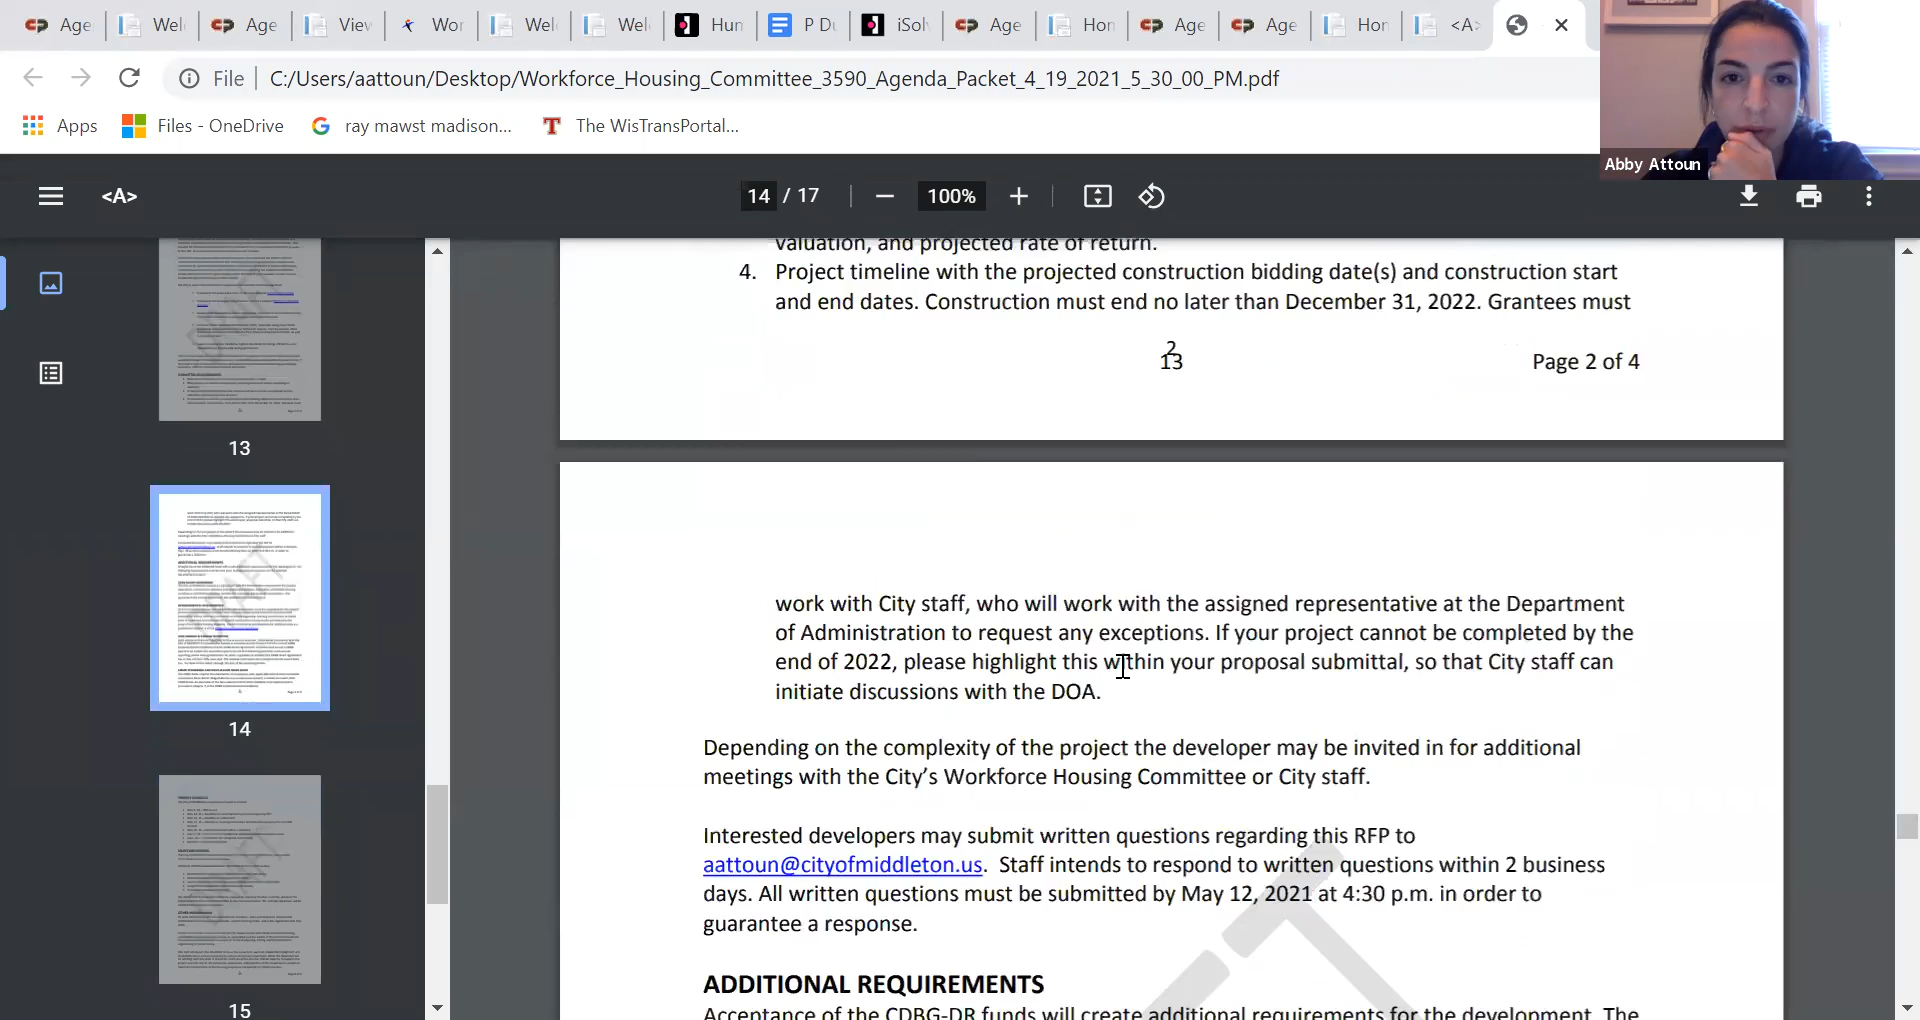 Age
Wel
Age
View
Wor
Wel
Wel
Hun
P Du
iSol
Age
Hon
Age
Age
Hon
<A>
File
C:/Users/aattoun/Desktop/Workforce_Housing_Committee_3590_Agenda_Packet_4_19_2021_5_30_00_PM.pdf
Apps
Files - OneDrive
ray mawst madison...
The WisTransPortal...
Abby Attoun
<A>
14 / 17
100%
valuation, and projected rate of return.
4. Project timeline with the projected construction bidding date(s) and construction start
and end dates. Construction must end no later than December 31, 2022. Grantees must
2
13
Page 2 of 4
work with City staff, who will work with the assigned representative at the Department
of Administration to request any exceptions. If your project cannot be completed by the
end of 2022, please highlight this within your proposal submittal, so that City staff can
initiate discussions with the DOA.
Depending on the complexity of the project the developer may be invited in for additional
meetings with the City’s Workforce Housing Committee or City staff.
Interested developers may submit written questions regarding this RFP to
aattoun@cityofmiddleton.us. Staff intends to respond to written questions within 2 business
days. All written questions must be submitted by May 12, 2021 at 4:30 p.m. in order to
guarantee a response.
ADDITIONAL REQUIREMENTS
Acceptance of the CDBG-DR funds will create additional requirements for the development. The
13
14
15